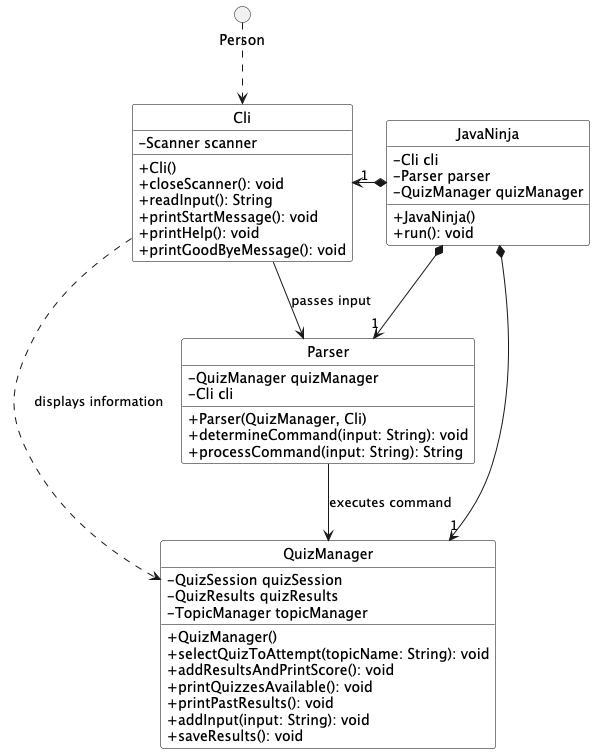 Person
Cli
-Scanner scanner
+Cli()
+closeScanner(): void
+readInput(): String
+printStartMessage(): void
+printHelp(): void
+printGoodByeMessage(): void
JavaNinja
-Cli cli
-Parser parser
-QuizManager quizManager
+JavaNinja()
+run(): void
1
passes input
1
displays information
Parser
-QuizManager quizManager
-Cli cli
+Parser(QuizManager, Cli)
+determineCommand(input: String): void
+processCommand(input: String): String
executes command
1
QuizManager
-QuizSession quizSession
-QuizResults quizResults
-TopicManager topicManager
+QuizManager()
+selectQuizToAttempt(topicName: String): void
+addResultsAndPrintScore(): void
+printQuizzesAvailable(): void
+printPastResults(): void
+addInput(input: String): void
+saveResults(): void